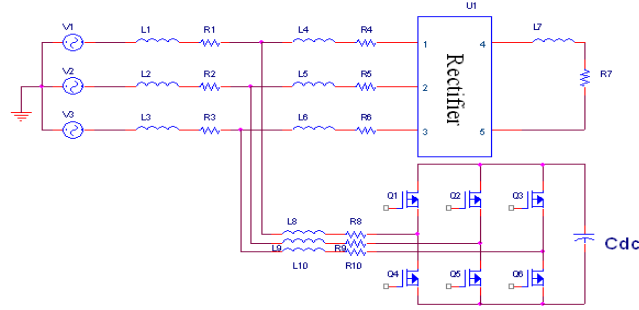 U1
V1 L1 R1 L4 R4 1 4 L7
V2 L2 R2 L5 R5 2 Rectifier R7
V3 L3 R3 L6 R6 3 5
Q1 Q2 Q3
L8 R8
L9 R9
L10 R10
Cdc
Q4 Q5 Q6